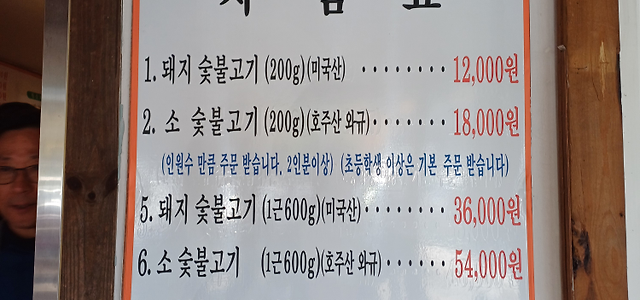 1. 돼지 숯불고기 (200g)(미국산) ········ 12,000원
2. 소 숯불고기 (200g)(호주산 와규)······· 18,000원
(인원수 만큼 주문 받습니다, 2인분이상) (초등학생 이상은 기본 주문 받습니다)
5. 돼지 숯불고기 (1근600g)(미국산)········ 36,000원
6. 소 숯불고기 (1근600g)(호주산 와규)······ 54,000원